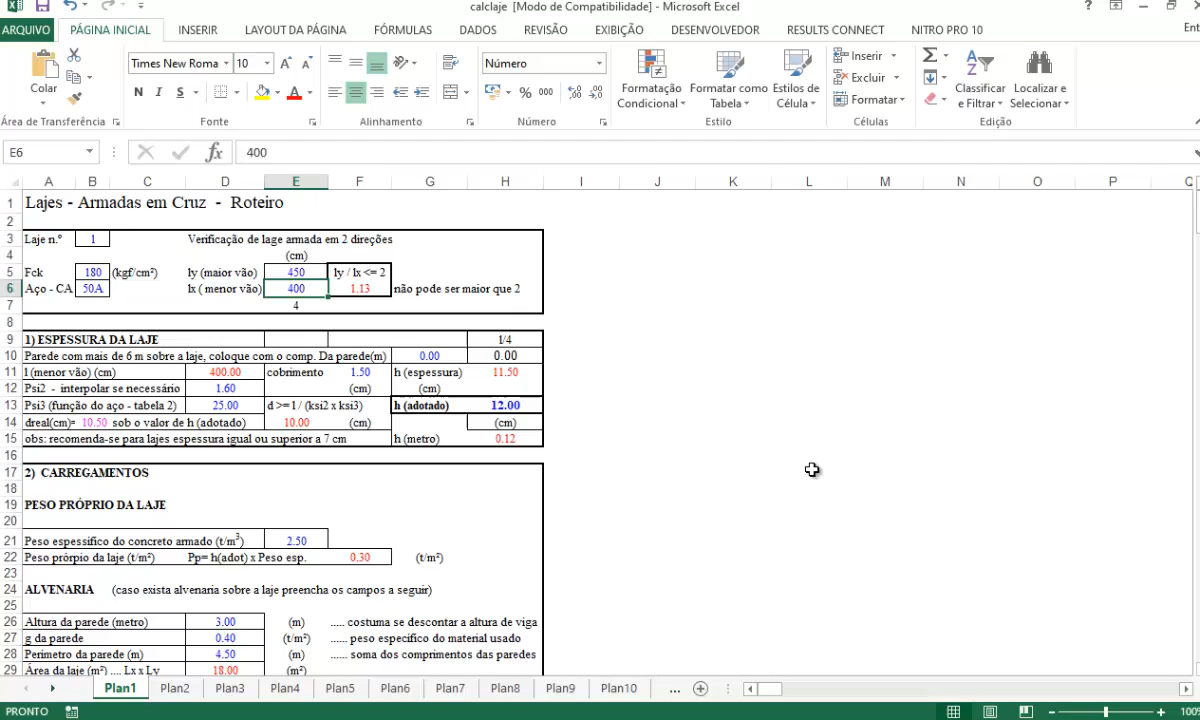 calclaje [Modo de Compatibilidade] - Microsoft Excel
ARQUIVO PÁGINA INICIAL INSERIR LAYOUT DA PÁGINA FÓRMULAS DADOS REVISÃO EXIBIÇÃO DESENVOLVEDOR RESULTS CONNECT NITRO PRO 10 Ent
Times New Roma 10 Número Inserir
Colar N I S % 000 Formatação Condicional Formatar como Tabela Estilos de Célula Excluir Formatar Classificar e Filtrar Localizar e Selecionar
Área de Transferência Fonte Alinhamento Número Estilo Células Edição
E6 fx 400
A B C D E F G H I J K L M N O P Q
1 Lajes - Armadas em Cruz - Roteiro
2
3 Laje n.º 1 Verificação de lage armada em 2 direções
4 (cm)
5 Fck 180 (kgf/cm²) ly (maior vão) 450 ly / lx <= 2
6 Aço - CA 50A lx ( menor vão) 400 1.13 não pode ser maior que 2
7 4
8
9 1) ESPESSURA DA LAJE 1/4
10 Parede com mais de 6 m sobre a laje, coloque com o comp. Da parede(m) 0.00 0.00
11 l (menor vão) (cm) 400.00 cobrimento 1.50 h (espessura) 11.50
12 Psi2 - interpolar se necessário 1.60 (cm) (cm)
13 Psi3 (função do aço - tabela 2) 25.00 d >= l / (ksi2 x ksi3) h (adotado) 12.00
14 dreal(cm)= 10.50 sob o valor de h (adotado) 10.00 (cm) (cm)
15 obs: recomenda-se para lajes espessura igual ou superior a 7 cm h (metro) 0.12
16
17 2) CARREGAMENTOS
18
19 PESO PRÓPRIO DA LAJE
20
21 Peso espessífico do concreto armado (t/m³) 2.50
22 Peso prórpio da laje (t/m²) Pp= h(adot) x Peso esp. 0.30 (t/m²)
23
24 ALVENARIA (caso exista alvenaria sobre a laje preencha os campos a seguir)
25
26 Altura da parede (metro) 3.00 (m) ..... costuma se descontar a altura de viga
27 g da parede 0.40 (t/m²) ...... peso especifico do material usado
28 Perímetro da parede (m) 4.50 (m) ...... soma dos comprimentos das paredes
29 Área da laje (m²) .... Lx x Ly 18.00 (m²)
Plan1 Plan2 Plan3 Plan4 Plan5 Plan6 Plan7 Plan8 Plan9 Plan10 ...
PRONTO 100%